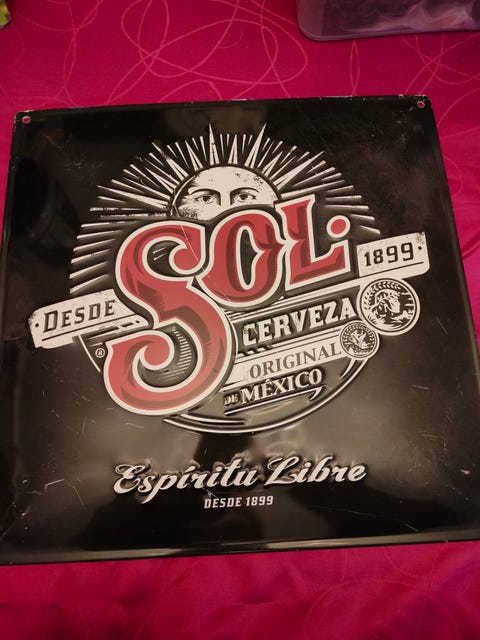 DESDE
SOL.
1899.
CERVEZA
ORIGINAL
DE MÉXICO
®
Espíritu Libre
DESDE 1899